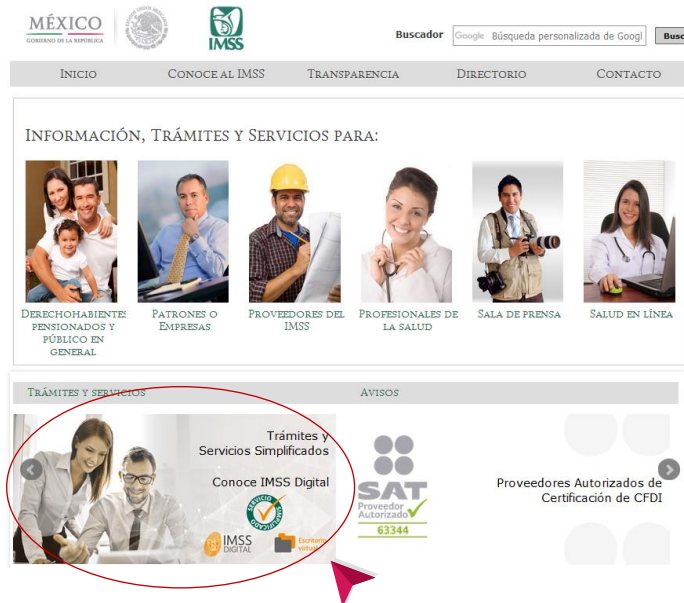 MÉXICO
GOBIERNO DE LA REPÚBLICA
IMSS
Buscador
Google Búsqueda personalizada de Googl
Busc
INICIO
CONOCE AL IMSS
TRANSPARENCIA
DIRECTORIO
CONTACTO
INFORMACIÓN, TRÁMITES Y SERVICIOS PARA:
DERECHOHABIENTES
PENSIONADOS Y
PÚBLICO EN
GENERAL
PATRONES O
EMPRESAS
PROVEEDORES DEL
IMSS
PROFESIONALES DE
LA SALUD
SALA DE PRENSA
SALUD EN LÍNEA
TRÁMITES Y SERVICIOS
AVISOS
Trámites y
Servicios Simplificados
Conoce IMSS Digital
SERVICIO
SIMPLIFICADO
IMSS
DIGITAL
Escritorio
virtual
SAT
Proveedor
Autorizado
63344
Proveedores Autorizados de
Certificación de CFDI